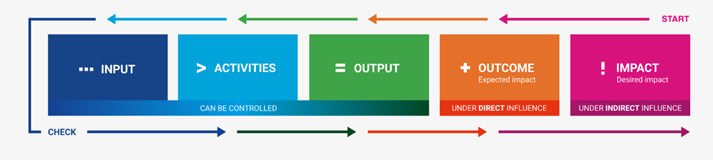 START
··· INPUT
> ACTIVITIES
= OUTPUT
+ OUTCOME
Expected impact
! IMPACT
Desired impact
CAN BE CONTROLLED
UNDER DIRECT INFLUENCE
UNDER INDIRECT INFLUENCE
CHECK